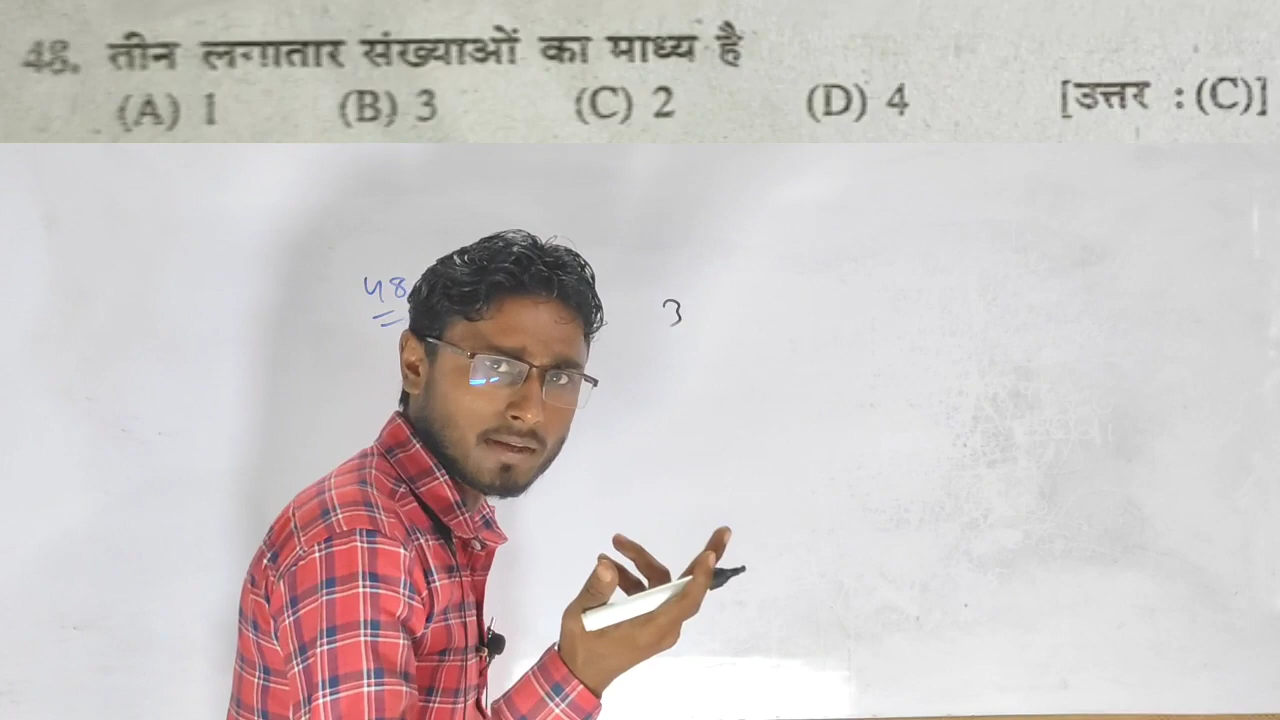 48. तीन लगातार संख्याओं का माध्य है
(A) 1 (B) 3 (C) 2 (D) 4 [उत्तर : (C)]
48 3